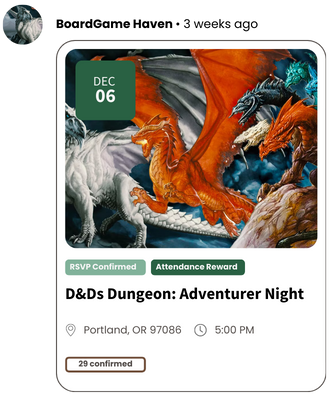 BoardGame Haven • 3 weeks ago
DEC
06
RSVP Confirmed
Attendance Reward
D&Ds Dungeon: Adventurer Night
Portland, OR 97086
5:00 PM
29 confirmed